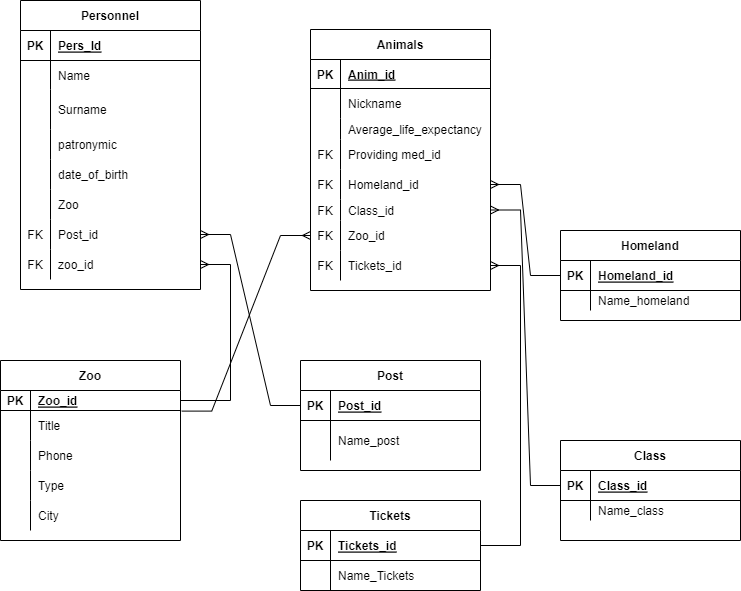 Personnel
PK Pers_Id
Name
Surname
patronymic
date_of_birth
Zoo
FK Post_id
FK zoo_id
Animals
PK Anim_id
Nickname
Average_life_expectancy
FK Providing med_id
FK Homeland_id
FK Class_id
FK Zoo_id
FK Tickets_id
Homeland
PK Homeland_id
Name_homeland
Zoo
PK Zoo_id
Title
Phone
Type
City
Post
PK Post_id
Name_post
Class
PK Class_id
Name_class
Tickets
PK Tickets_id
Name_Tickets